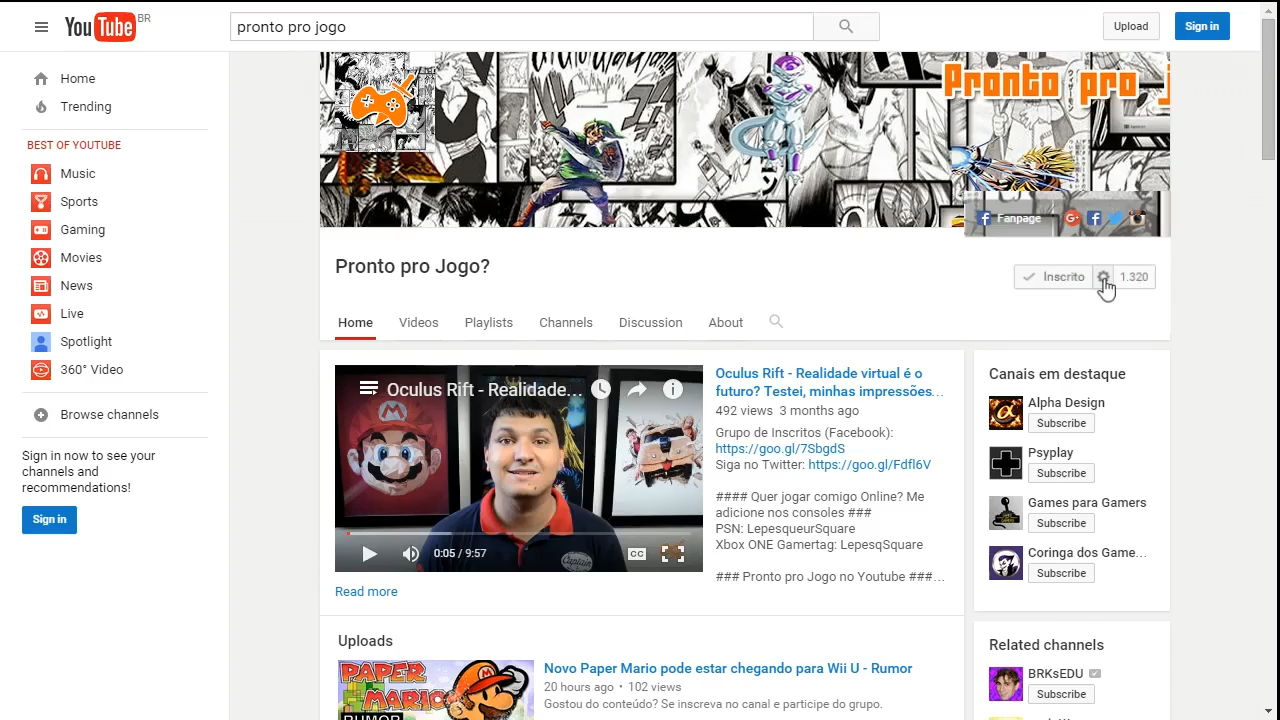 YouTube BR
pronto pro jogo
Upload
Sign in
Home
Trending
BEST OF YOUTUBE
Music
Sports
Gaming
Movies
News
Live
Spotlight
360° Video
Browse channels
Sign in now to see your
channels and
recommendations!
Sign in
Pronto pro j
Fanpage
Pronto pro Jogo?
Inscrito
1.320
Home
Videos
Playlists
Channels
Discussion
About
Oculus Rift - Realidade...
0:05 / 9:57
CC
Read more
Oculus Rift - Realidade virtual é o
futuro? Testei, minhas impressões...
492 views 3 months ago
Grupo de Inscritos (Facebook):
https://goo.gl/7SbgdS
Siga no Twitter: https://goo.gl/Fdfl6V
#### Quer jogar comigo Online? Me
adicione nos consoles ###
PSN: LepesqueurSquare
Xbox ONE Gamertag: LepesqSquare
### Pronto pro Jogo no Youtube ###...
Uploads
PAPER
MARIO
RUMOR
Novo Paper Mario pode estar chegando para Wii U - Rumor
20 hours ago • 102 views
Gostou do conteúdo? Se inscreva no canal e participe do grupo.
Canais em destaque
Alpha Design
Subscribe
Psyplay
Subscribe
Games para Gamers
Subscribe
Coringa dos Game...
Subscribe
Related channels
BRKsEDU
Subscribe